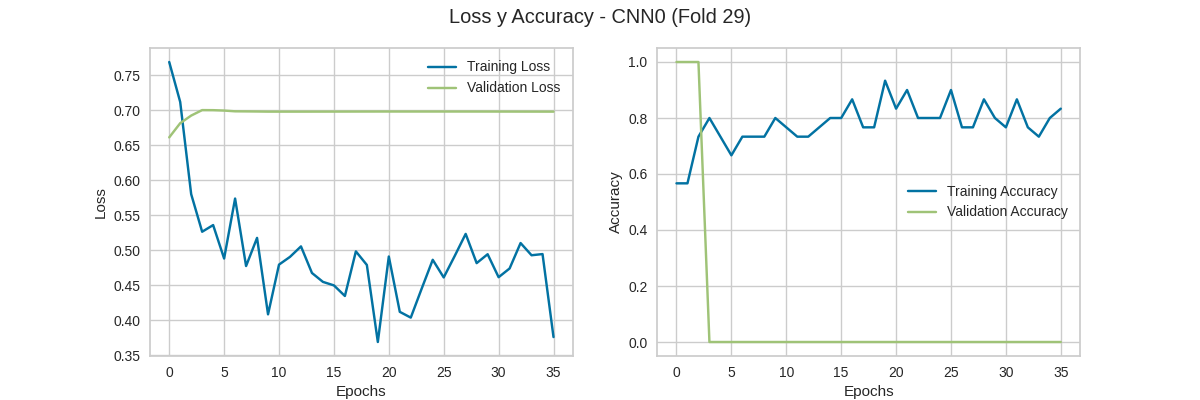 Loss y Accuracy - CNN0 (Fold 29)
Training Loss
Validation Loss
0.75
0.70
0.65
0.60
0.55
0.50
0.45
0.40
0.35
Loss
0 5 10 15 20 25 30 35
Epochs
Training Accuracy
Validation Accuracy
1.0
0.8
0.6
0.4
0.2
0.0
Accuracy
0 5 10 15 20 25 30 35
Epochs